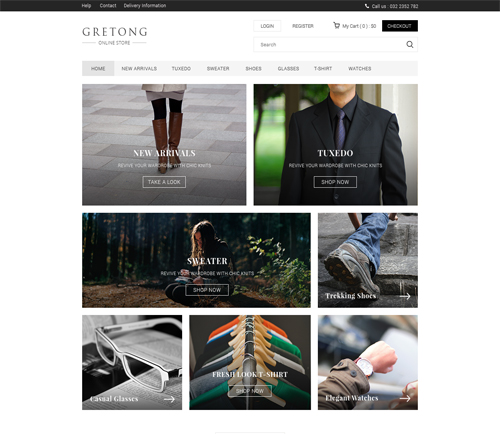 Help Contact Delivery Information
Call us : 032 2352 782
GRETONG
ONLINE STORE
LOGIN REGISTER My Cart ( 0 ) : $0 CHECKOUT
Search
HOME NEW ARRIVALS TUXEDO SWEATER SHOES GLASSES T-SHIRT WATCHES
NEW ARRIVALS
REVIVE YOUR WARDROBE WITH CHIC KNITS
TAKE A LOOK
TUXEDO
REVIVE YOUR WARDROBE WITH CHIC KNITS
SHOP NOW
SWEATER
REVIVE YOUR WARDROBE WITH CHIC KNITS
SHOP NOW
Trekking Shoes
Casual Glasses
FRESH LOOK T-SHIRT
SHOP NOW
Elegant Watches